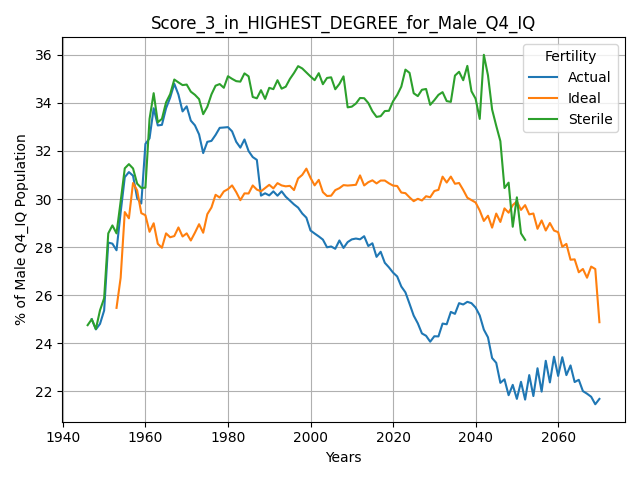 Score_3_in_HIGHEST_DEGREE_for_Male_Q4_IQ
% of Male Q4_IQ Population
36
34
32
30
28
26
24
22
Fertility
Actual
Ideal
Sterile
1940 1960 1980 2000 2020 2040 2060
Years